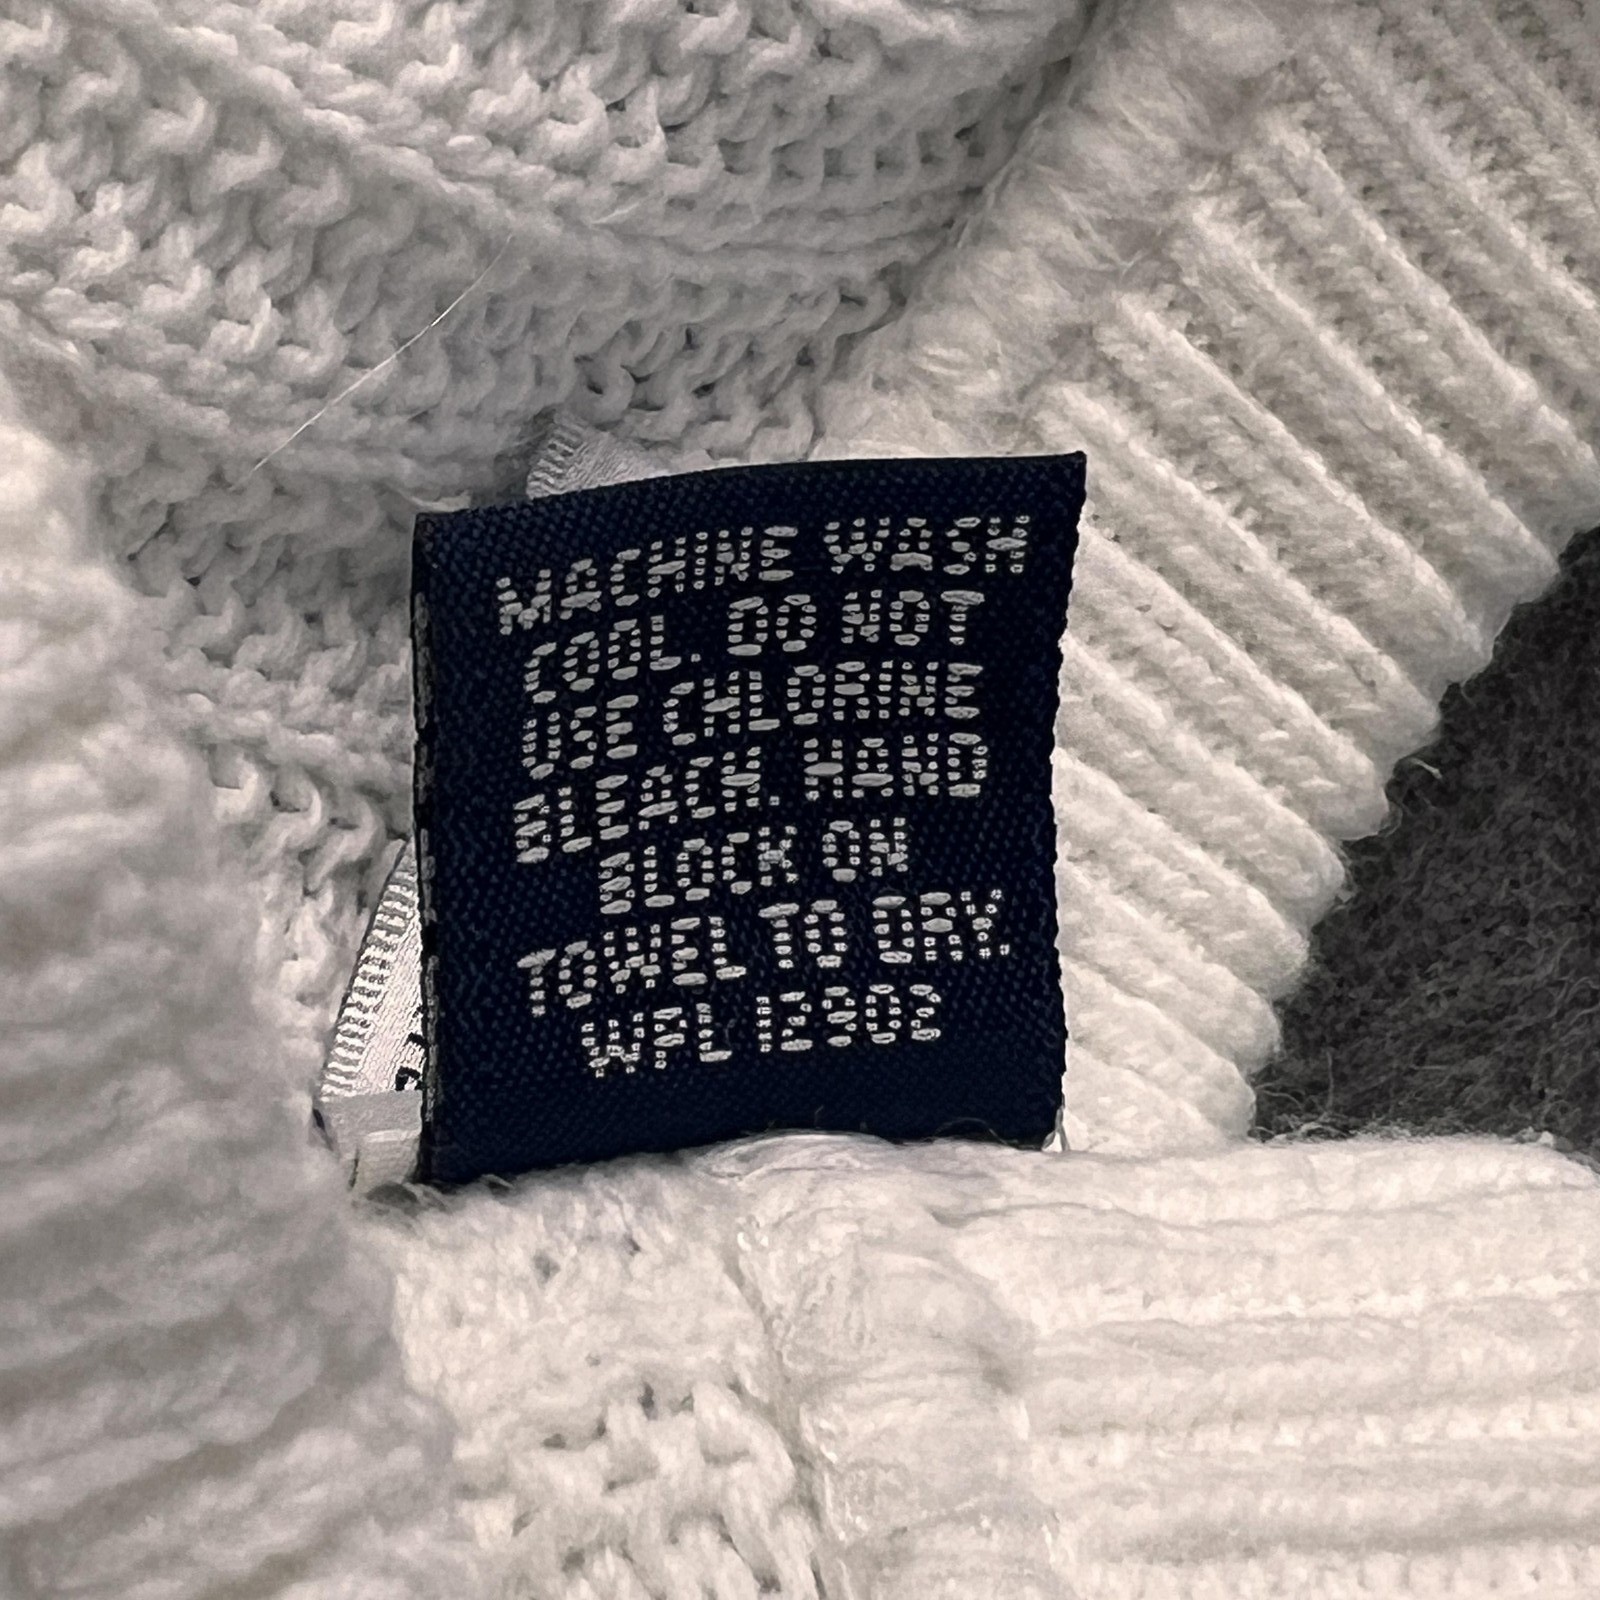 MACHINE WASH
COOL. DO NOT
USE CHLORINE
BLEACH. HAND
BLOCK ON
TOWEL TO DRY.
WPL 12903